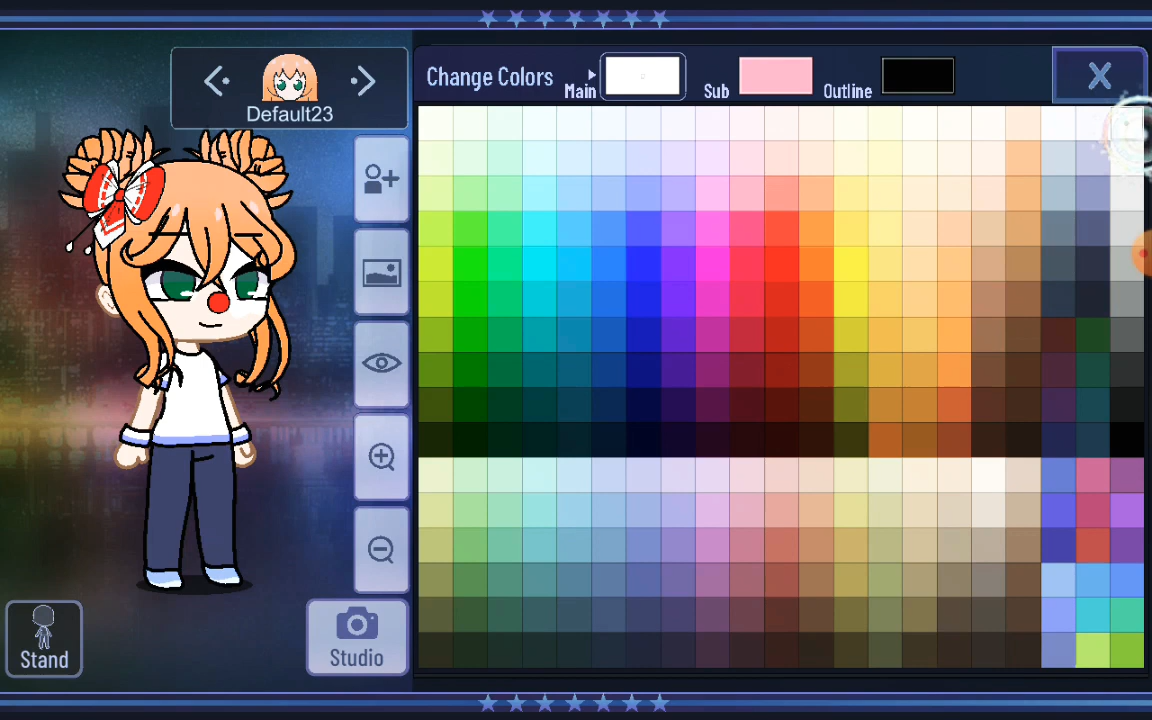 Default23
Change Colors
Main
Sub
Outline
X
Stand
Studio